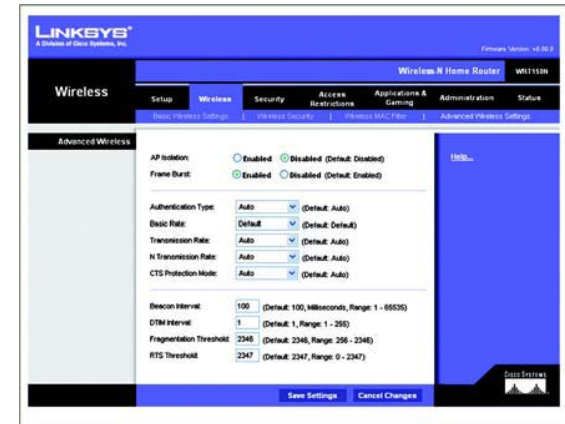 LINKSYS®
A Division of Cisco Systems, Inc.
Firmware Version: v0.00.0
Wireless-N Home Router WRT150N
Wireless
Setup Wireless Security Access Restrictions Applications & Gaming Administration Status
Basic Wireless Settings | Wireless Security | Wireless MAC Filter | Advanced Wireless Settings
Advanced Wireless
AP Isolation: Enabled Disabled (Default: Disabled)
Frame Burst: Enabled Disabled (Default: Enabled)
Help...
Authentication Type: Auto (Default: Auto)
Basic Rate: Default (Default: Default)
Transmission Rate: Auto (Default: Auto)
N Transmission Rate: Auto (Default: Auto)
CTS Protection Mode: Auto (Default: Auto)
Beacon Interval: 100 (Default: 100, Milliseconds, Range: 1 - 65535)
DTIM Interval: 1 (Default: 1, Range: 1 - 255)
Fragmentation Threshold: 2346 (Default: 2346, Range: 256 - 2346)
RTS Threshold: 2347 (Default: 2347, Range: 0 - 2347)
Save Settings Cancel Changes
CISCO SYSTEMS